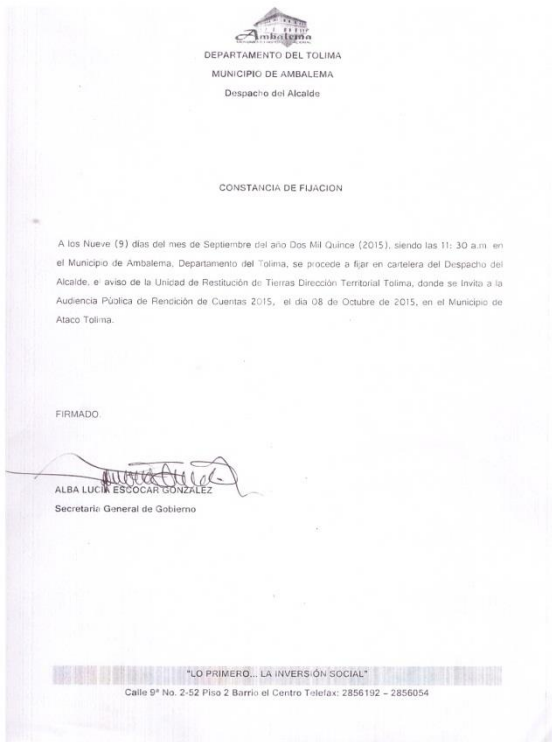 Ambalema
DEPARTAMENTO DEL TOLIMA
MUNICIPIO DE AMBALEMA
Despacho del Alcalde
CONSTANCIA DE FIJACION
A los Nueve (9) días del mes de Septiembre del año Dos Mil Quince (2015), siendo las 11: 30 a.m. en
el Municipio de Ambalema, Departamento del Tolima, se procede a fijar en cartelera del Despacho del
Alcalde, el aviso de la Unidad de Restitución de Tierras Dirección Territorial Tolima, donde se Invita a la
Audiencia Pública de Rendición de Cuentas 2015, el dia 08 de Octubre de 2015, en el Municipio de
Ataco Tolima.
FIRMADO.
ALBA LUCIA ESCOCAR GONZALEZ
Secretaria General de Gobierno
"LO PRIMERO... LA INVERSIÓN SOCIAL"
Calle 9ª No. 2-52 Piso 2 Barrio el Centro Telefax: 2856192 – 2856054